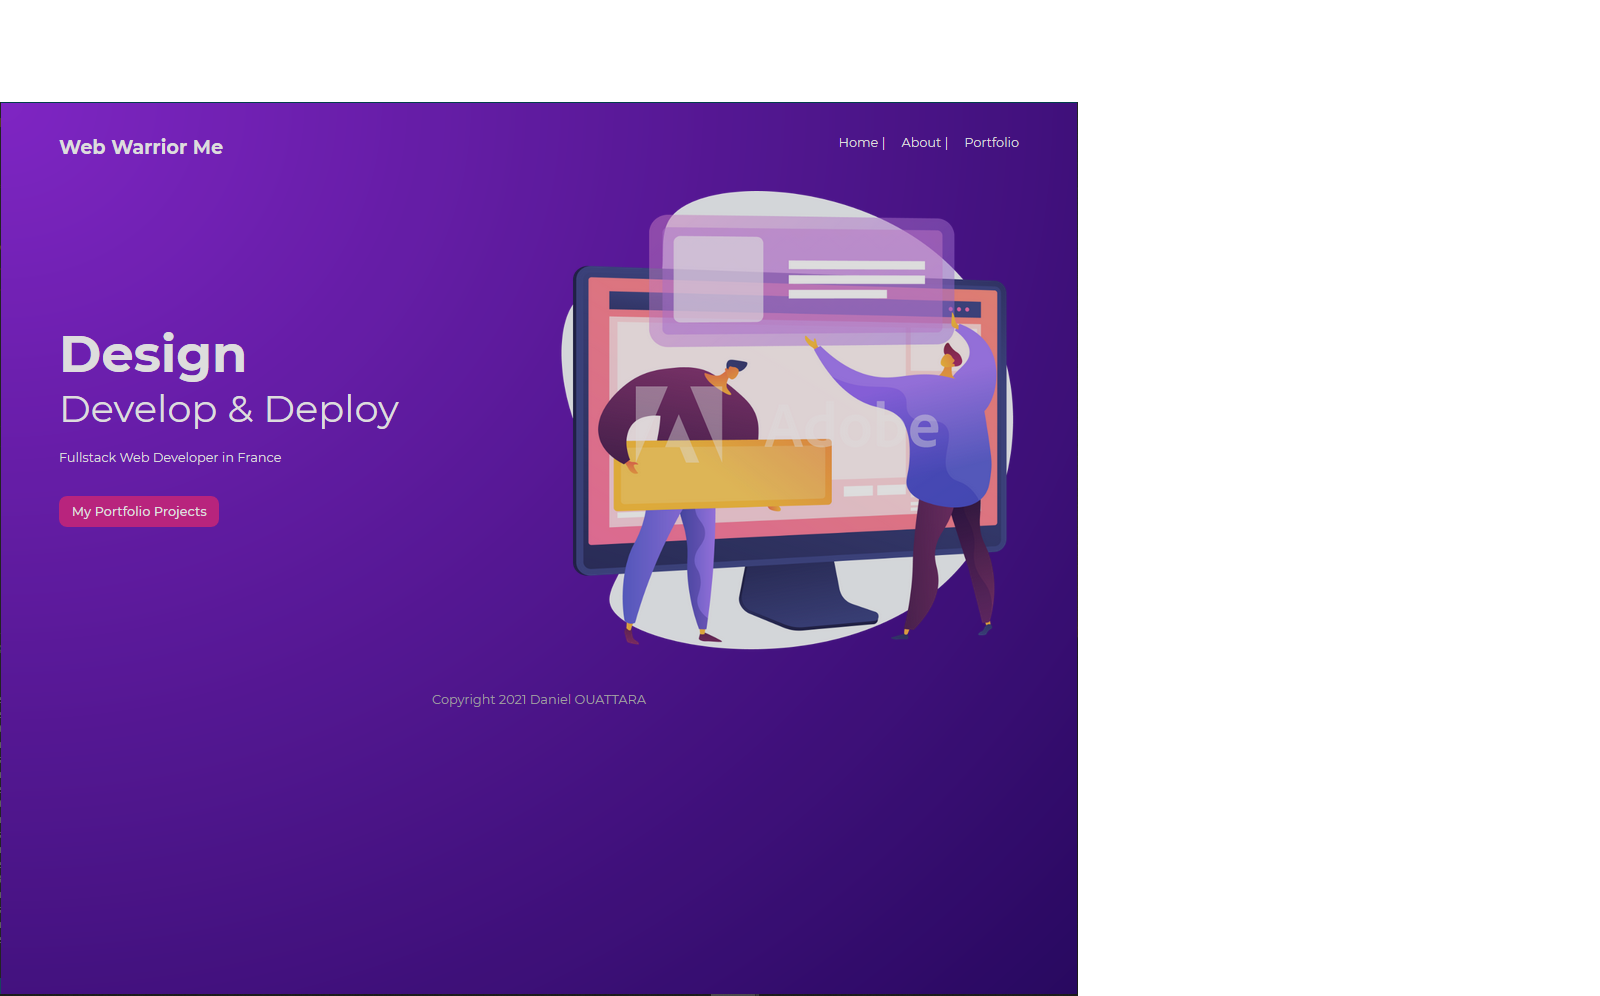 Web Warrior Me
Home | About | Portfolio
Design
Develop & Deploy
Adobe
Fullstack Web Developer in France
My Portfolio Projects
Copyright 2021 Daniel OUATTARA